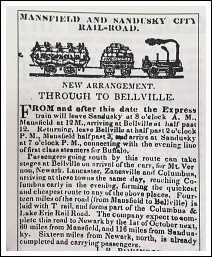 MANSFIELD AND SANDUSKY CITY
RAIL-ROAD.
NEW ARRANGEMENT.
THROUGH TO BELLVILLE.
FROM and after this date the Express
train will leave Sandusky at 8 o'clock A. M.,
Mansfield at 12 M., arriving at Bellville at half past
12. Returning, leave Bellville at half past 2 o'clo'k
P. M., Mansfield half past 3, and arrive at Sandusky
at 7 o'clock P. M., connecting with the evening line
of first class steamers for Buffalo.
Passengers going south by this route can take
stages at Bellville on arrival of the cars, for Mt. Ver-
non, Newark, Lancaster, Zanesville and Columbus,
arriving at these towns the same day, reaching Co-
lumbus early in the evening, forming the quickest
and cheapest route to any of the above places. Four-
teen miles of the road (from Mansfield to Bellville) is
laid with T rail, and forms part of the Columbus &
Lake Erie Rail Road. The company expect to com-
plete this road to Newark by the 1st of October next,
60 miles from Mansfield, and 116 miles from Sandus-
ky. Sixteen miles from Newark, north, is already
completed and carrying passengers.